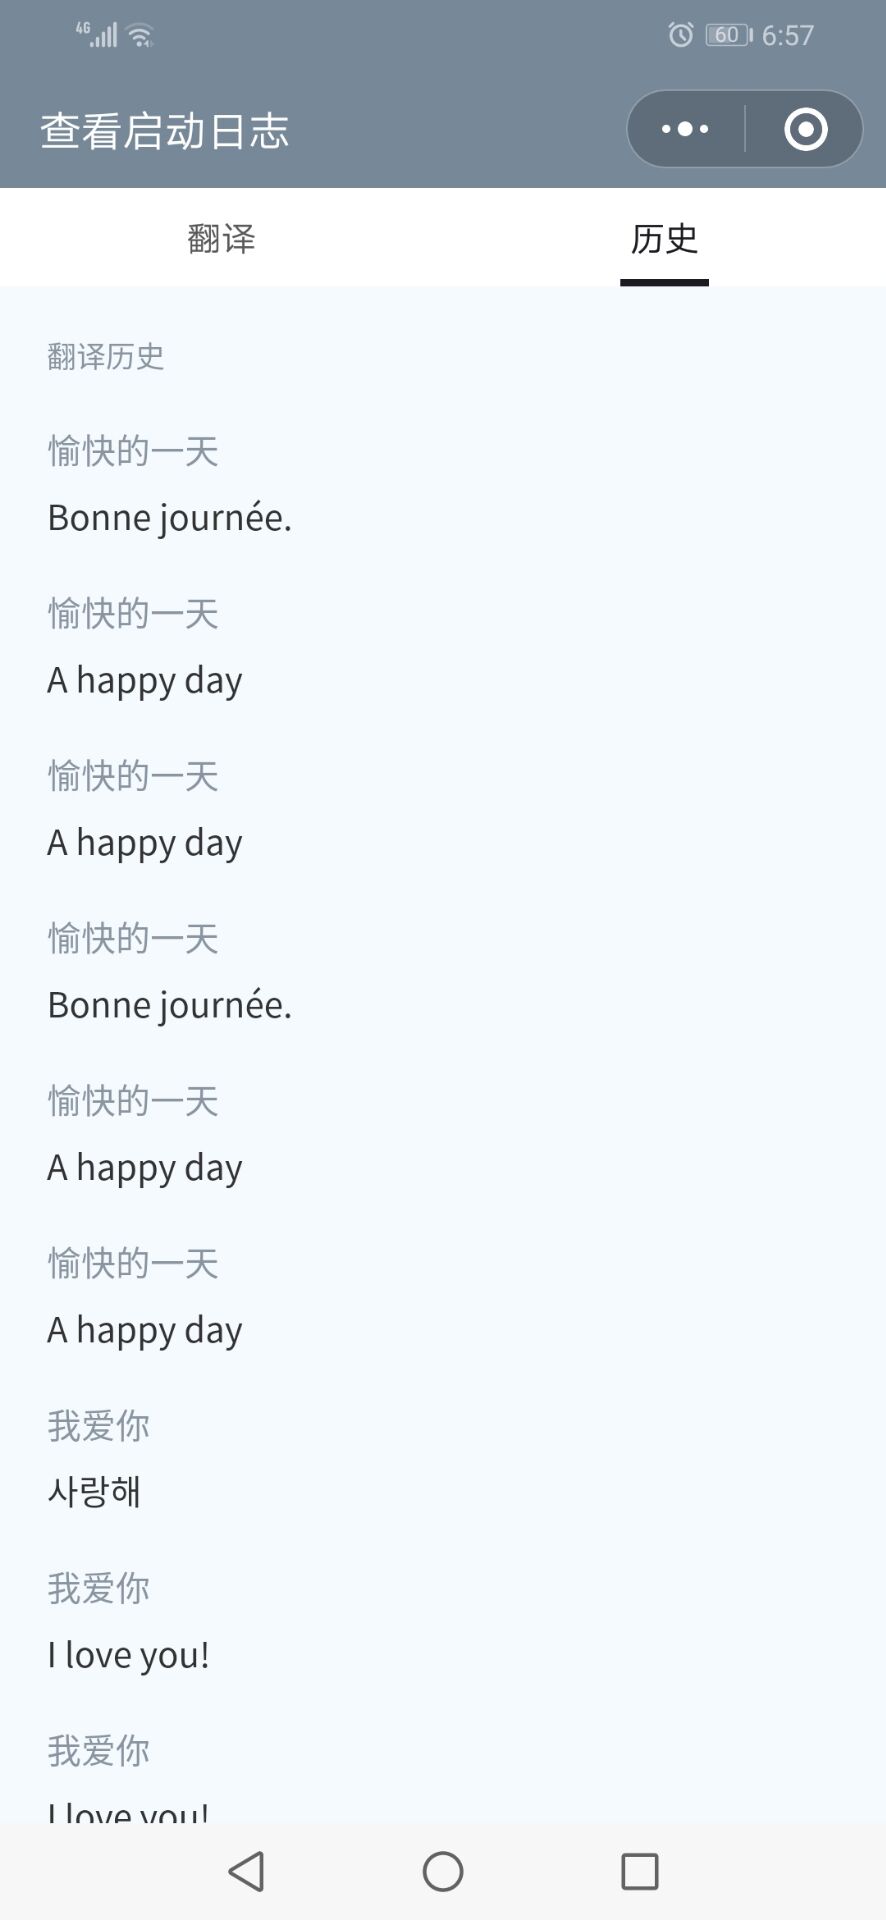 4G
60
6:57
查看启动日志
翻译
历史
翻译历史
愉快的一天
Bonne journée.
愉快的一天
A happy day
愉快的一天
A happy day
愉快的一天
Bonne journée.
愉快的一天
A happy day
愉快的一天
A happy day
我爱你
사랑해
我爱你
I love you!
我爱你
I love you!